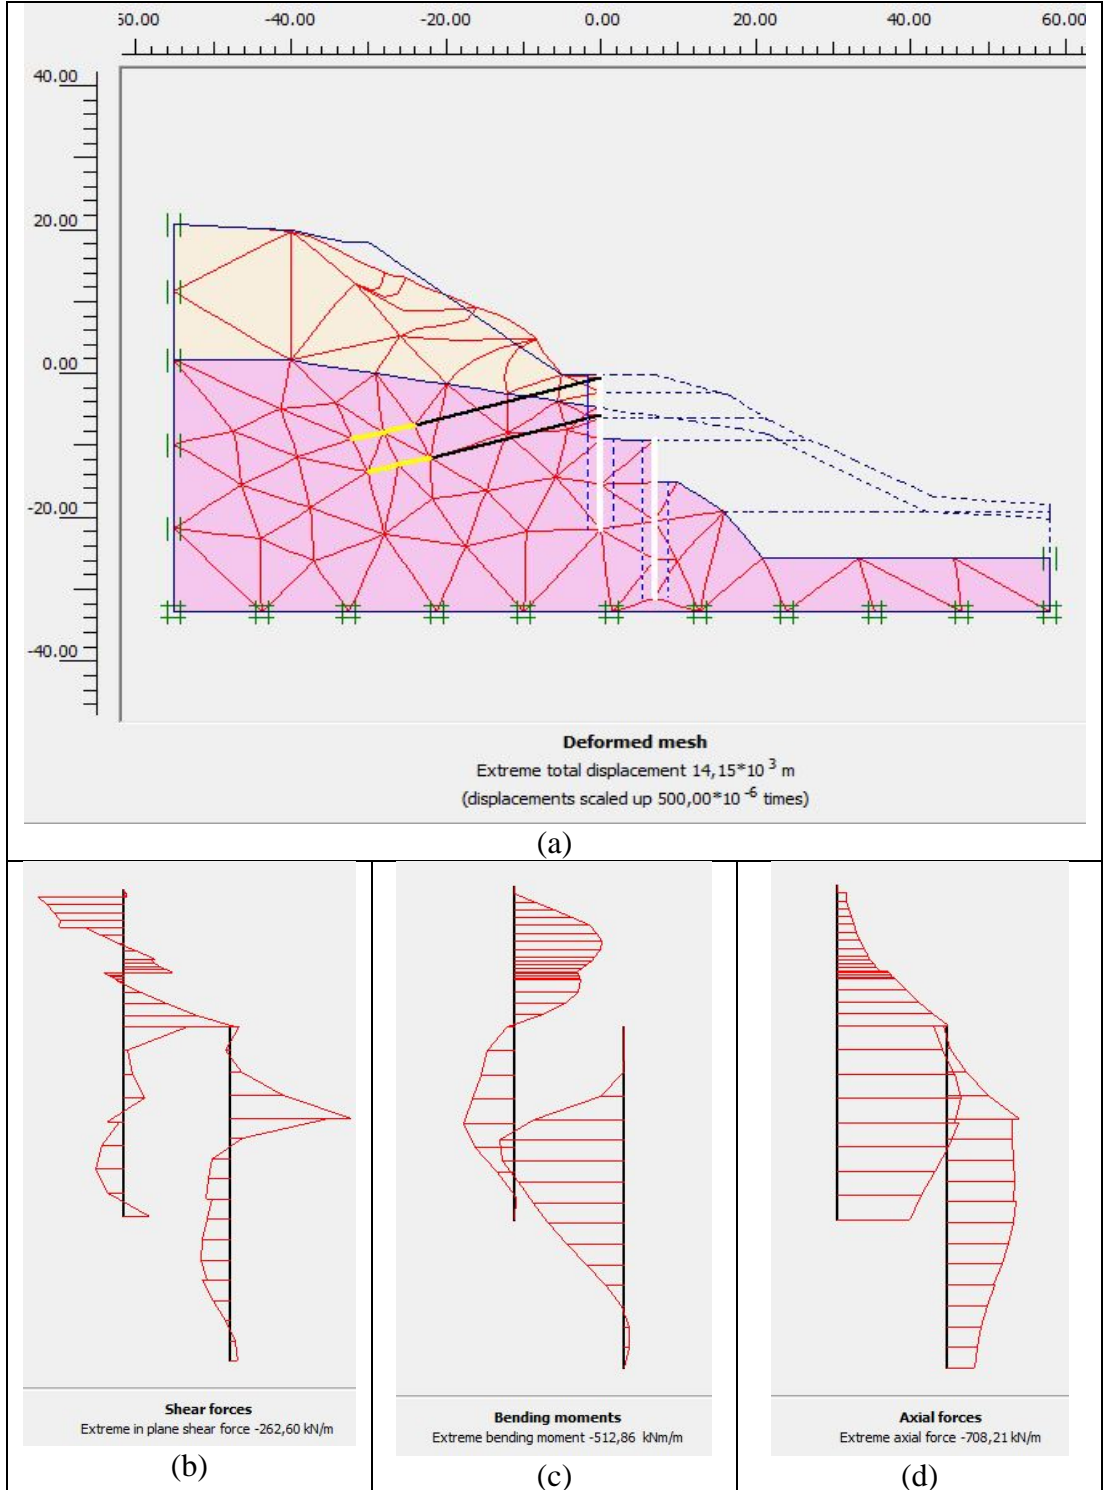 50.00 -40.00 -20.00 0.00 20.00 40.00 60.00
40.00
20.00
0.00
-20.00
-40.00
Deformed mesh
Extreme total displacement 14,15*10 3 m
(displacements scaled up 500,00*10 -6 times)
(a)
Shear forces
Extreme in plane shear force -262,60 kN/m
(b)
Bending moments
Extreme bending moment -512,86 kNm/m
(c)
Axial forces
Extreme axial force -708,21 kN/m
(d)